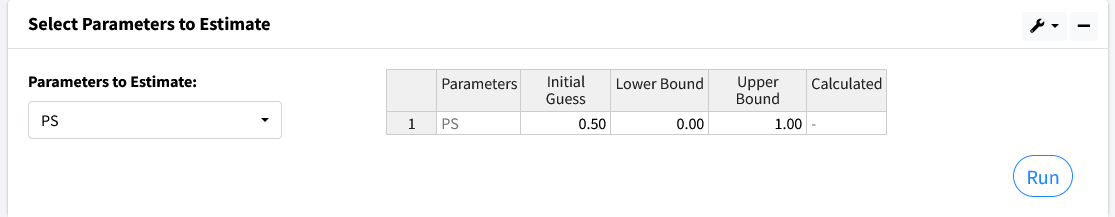 Select Parameters to Estimate
Parameters to Estimate:
PS
Parameters Initial Guess Lower Bound Upper Bound Calculated
1 PS 0.50 0.00 1.00 -
Run